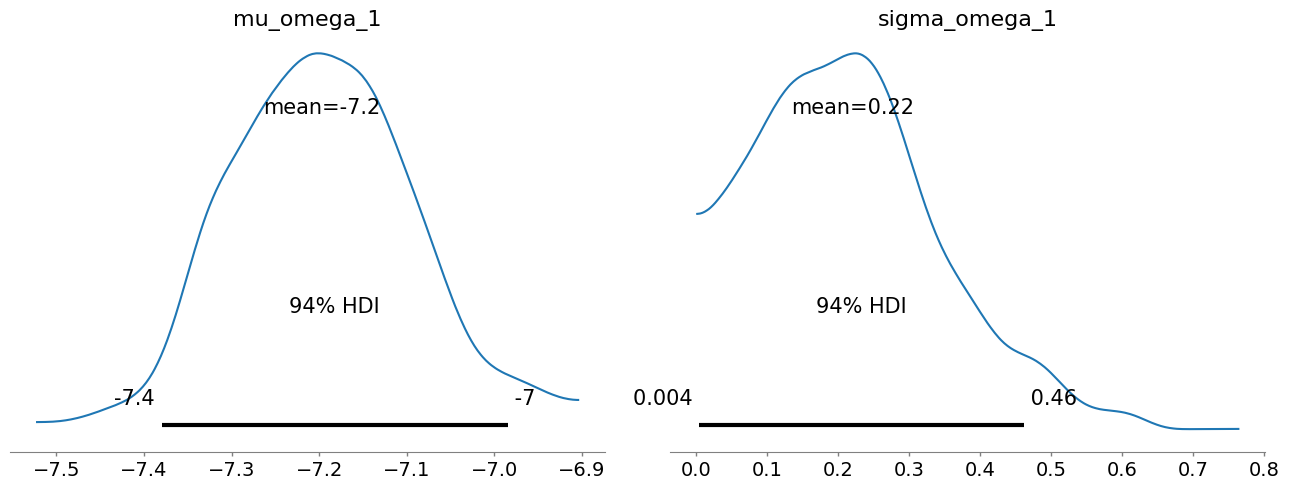 mu_omega_1
mean=-7.2
94% HDI
-7.4
-7
−7.5 −7.4 −7.3 −7.2 −7.1 −7.0 −6.9
sigma_omega_1
mean=0.22
94% HDI
0.004
0.46
0.0 0.1 0.2 0.3 0.4 0.5 0.6 0.7 0.8